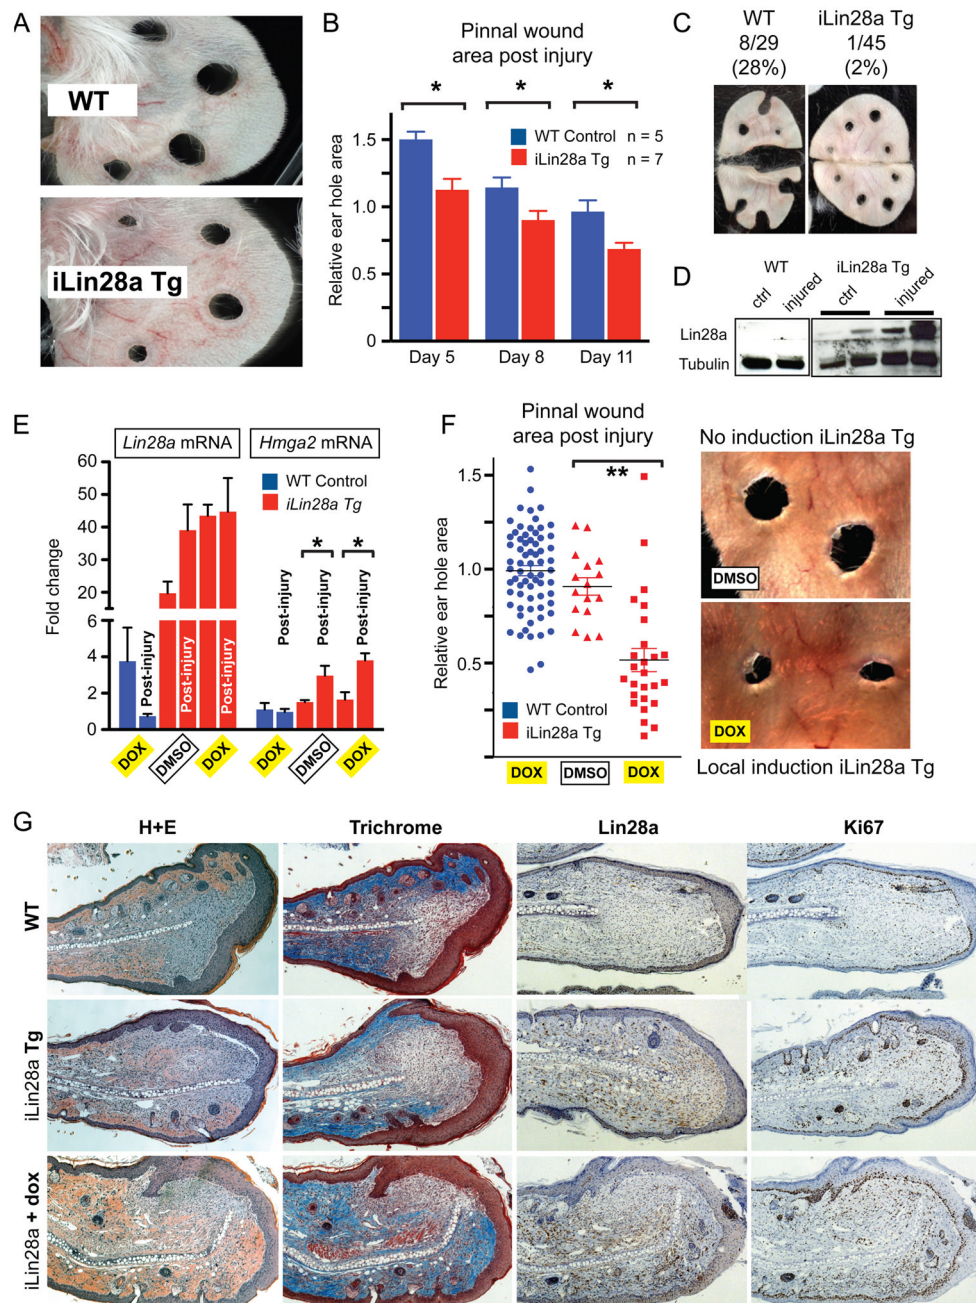 A
WT
iLin28a Tg
B
Pinnal wound
area post injury
*
*
*
WT Control n = 5
iLin28a Tg n = 7
Relative ear hole area
1.5
1.0
0.5
0
Day 5
Day 8
Day 11
C
WT
8/29
(28%)
iLin28a Tg
1/45
(2%)
D
WT
iLin28a Tg
ctrl
injured
ctrl
injured
Lin28a
Tubulin
E
Lin28a mRNA
Hmga2 mRNA
WT Control
iLin28a Tg
Fold change
60
50
40
30
20
6
4
2
0
*
*
Post-injury
Post-injury
Post-injury
Post-injury
Post-injury
Post-injury
DOX
DMSO
DOX
DOX
DMSO
DOX
F
Pinnal wound
area post injury
**
Relative ear hole area
1.5
1.0
0.5
WT Control
iLin28a Tg
DOX
DMSO
DOX
No induction iLin28a Tg
DMSO
DOX
Local induction iLin28a Tg
G
H+E
Trichrome
Lin28a
Ki67
WT
iLin28a Tg
iLin28a + dox